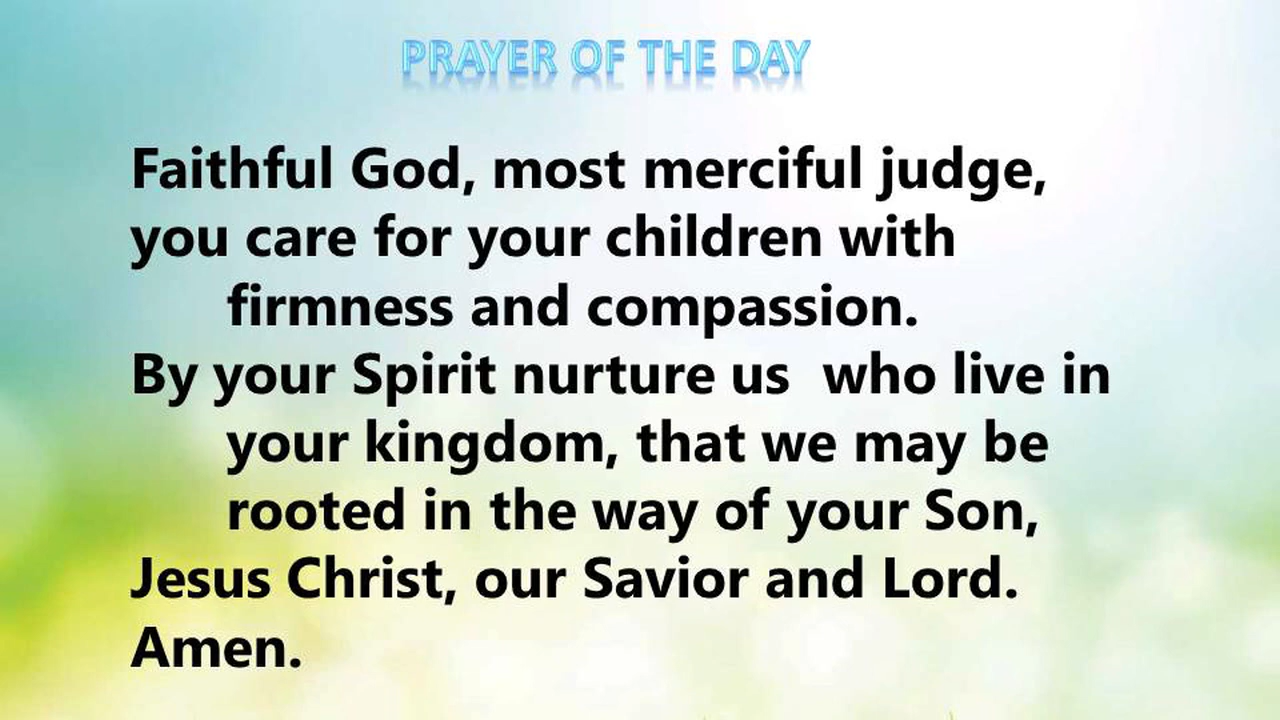 PRAYER OF THE DAY
Faithful God, most merciful judge,
you care for your children with
firmness and compassion.
By your Spirit nurture us  who live in
your kingdom, that we may be
rooted in the way of your Son,
Jesus Christ, our Savior and Lord.
Amen.